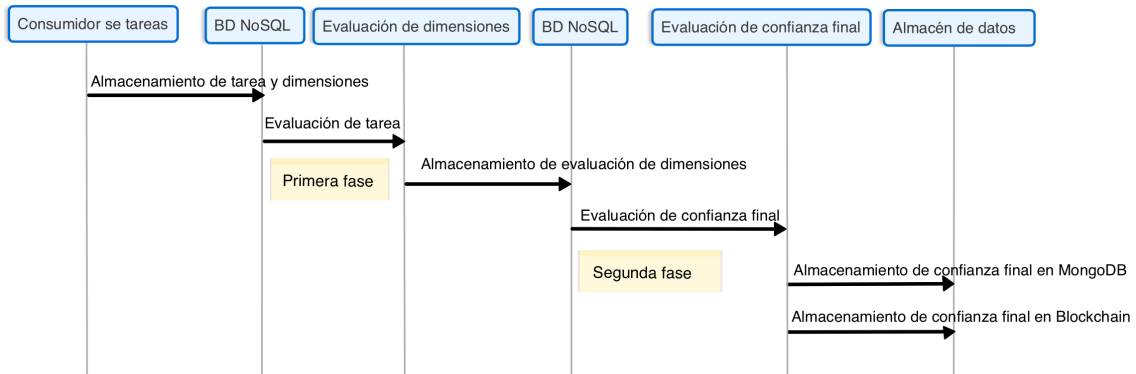 Consumidor se tareas
BD NoSQL
Evaluación de dimensiones
BD NoSQL
Evaluación de confianza final
Almacén de datos
Almacenamiento de tarea y dimensiones
Evaluación de tarea
Almacenamiento de evaluación de dimensiones
Primera fase
Evaluación de confianza final
Segunda fase
Almacenamiento de confianza final en MongoDB
Almacenamiento de confianza final en Blockchain